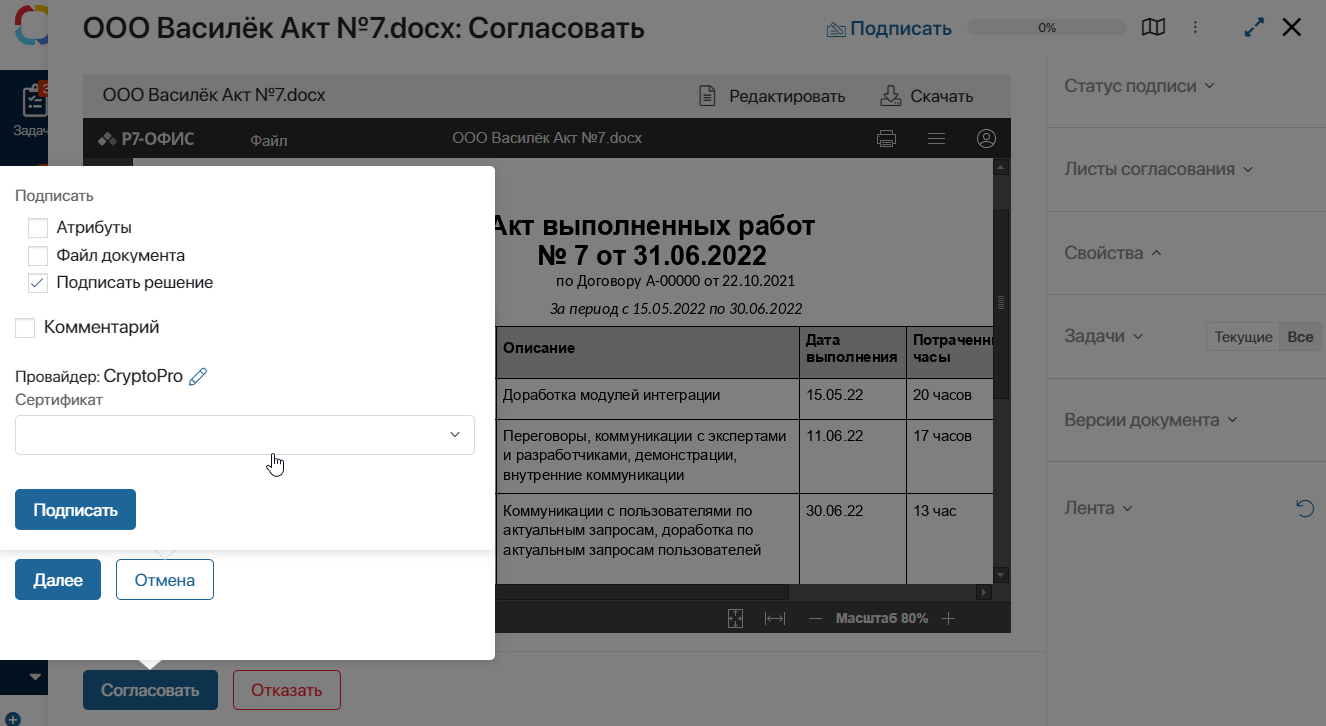 ООО Василёк Акт №7.docx: Согласовать
Подписать
0%
ООО Василёк Акт №7.docx
Редактировать
Скачать
Р7-ОФИС
Файл
ООО Василёк Акт №7.docx
Акт выполненных работ
№ 7 от 31.06.2022
по Договору А-00000 от 22.10.2021
За период с 15.05.2022 по 30.06.2022
Описание
Дата
выполнения
часы
Доработка модулей интеграции
15.05.22
20 часов
Переговоры, коммуникации с экспертами
и разработчиками, демонстрации,
внутренние коммуникации
11.06.22
17 часов
Коммуникации с пользователями по
актуальным запросам, доработка по
актуальным запросам пользователей
30.06.22
13 час
Масштаб 80%
Подписать
Атрибуты
Файл документа
Подписать решение
Комментарий
Провайдер: CryptoPro
Сертификат
Подписать
Далее
Отмена
Согласовать
Отказать
Статус подписи
Листы согласования
Свойства
Задачи
Текущие
Все
Версии документа
Лента